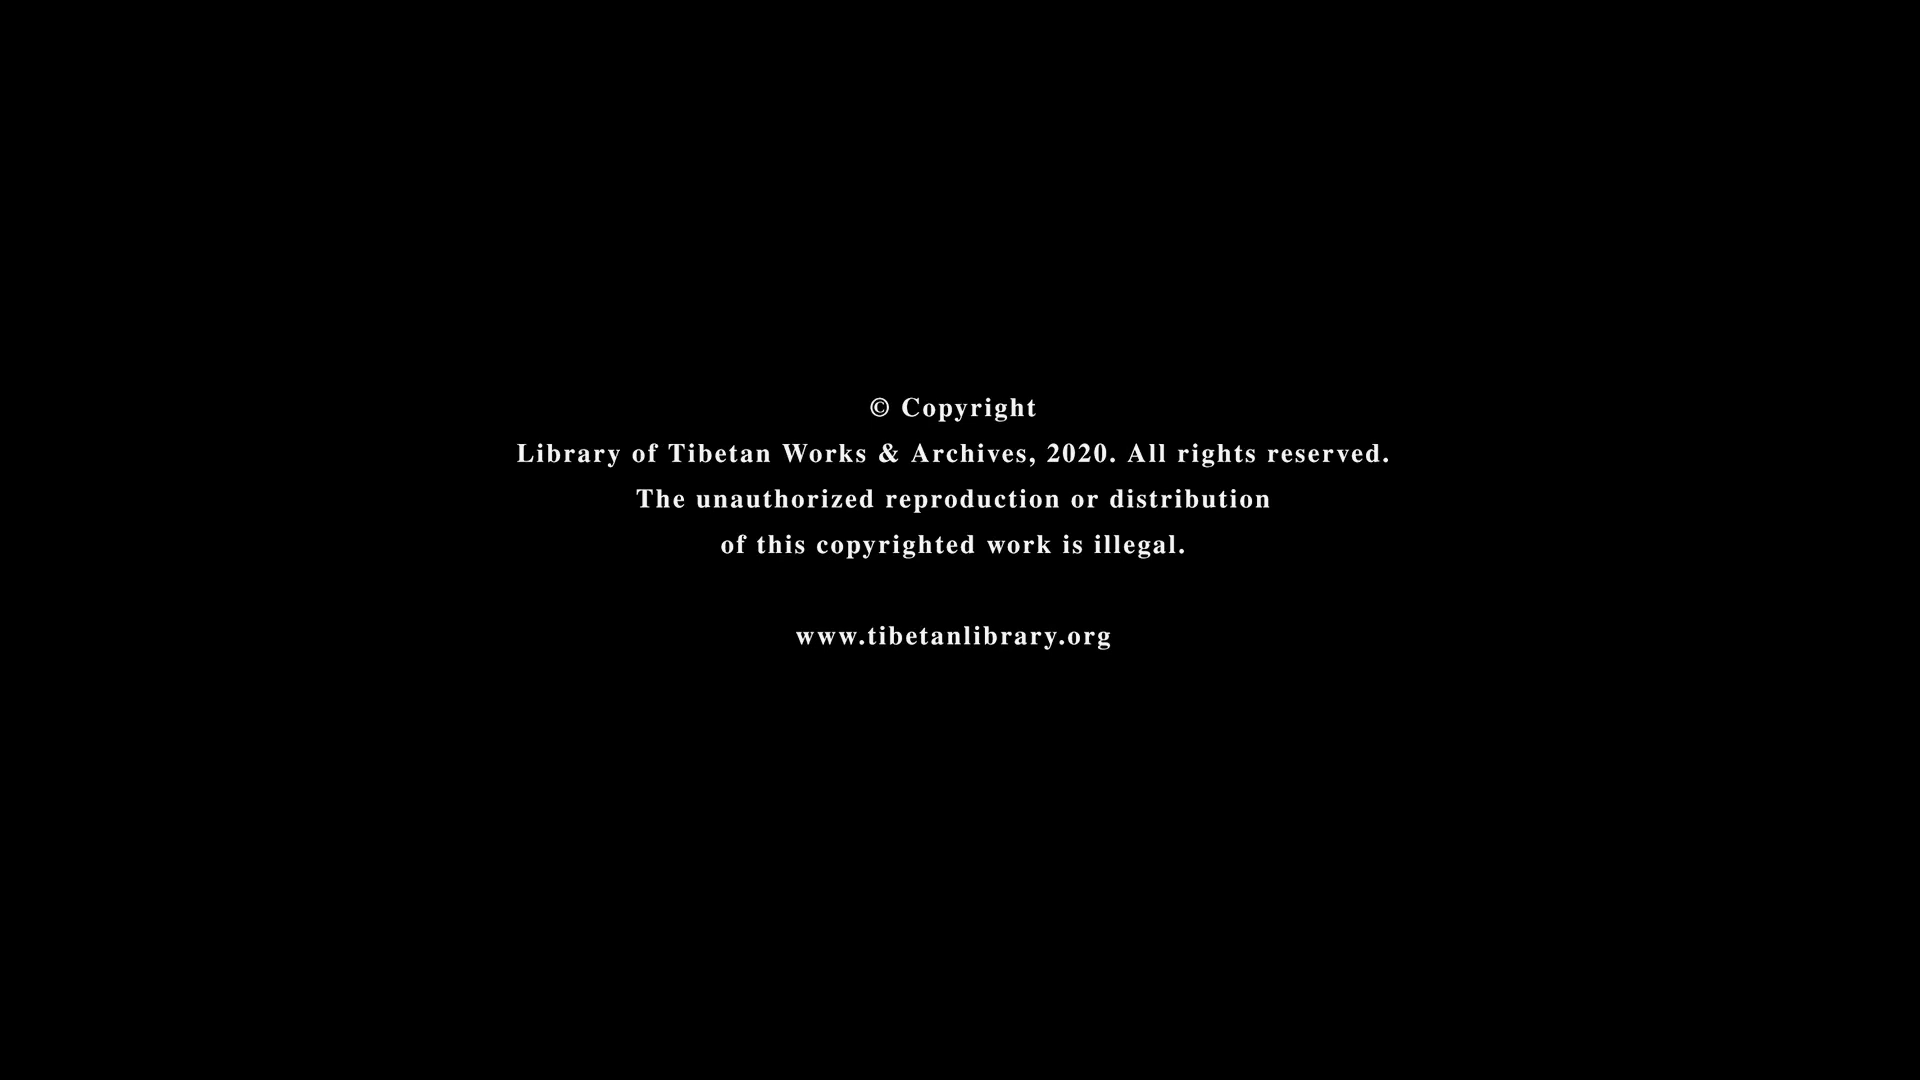 © Copyright
Library of Tibetan Works & Archives, 2020. All rights reserved.
The unauthorized reproduction or distribution
of this copyrighted work is illegal.
www.tibetanlibrary.org